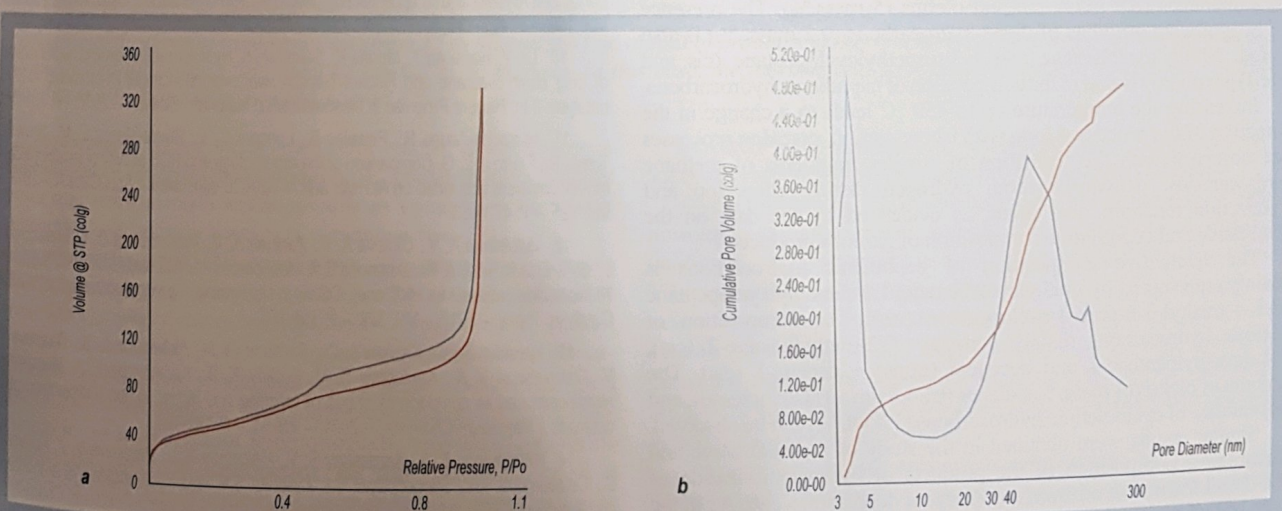 360
320
280
240
200
160
120
80
40
0
Volume @ STP (colg)
Relative Pressure, P/Po
0.4 0.8 1.1
a
5.20e-01
4.80e-01
4.40e-01
4.00e-01
3.60e-01
3.20e-01
2.80e-01
2.40e-01
2.00e-01
1.60e-01
1.20e-01
8.00e-02
4.00e-02
0.00-00
Cumulative Pore Volume (colg)
Pore Diameter (nm)
3 5 10 20 30 40 300
b